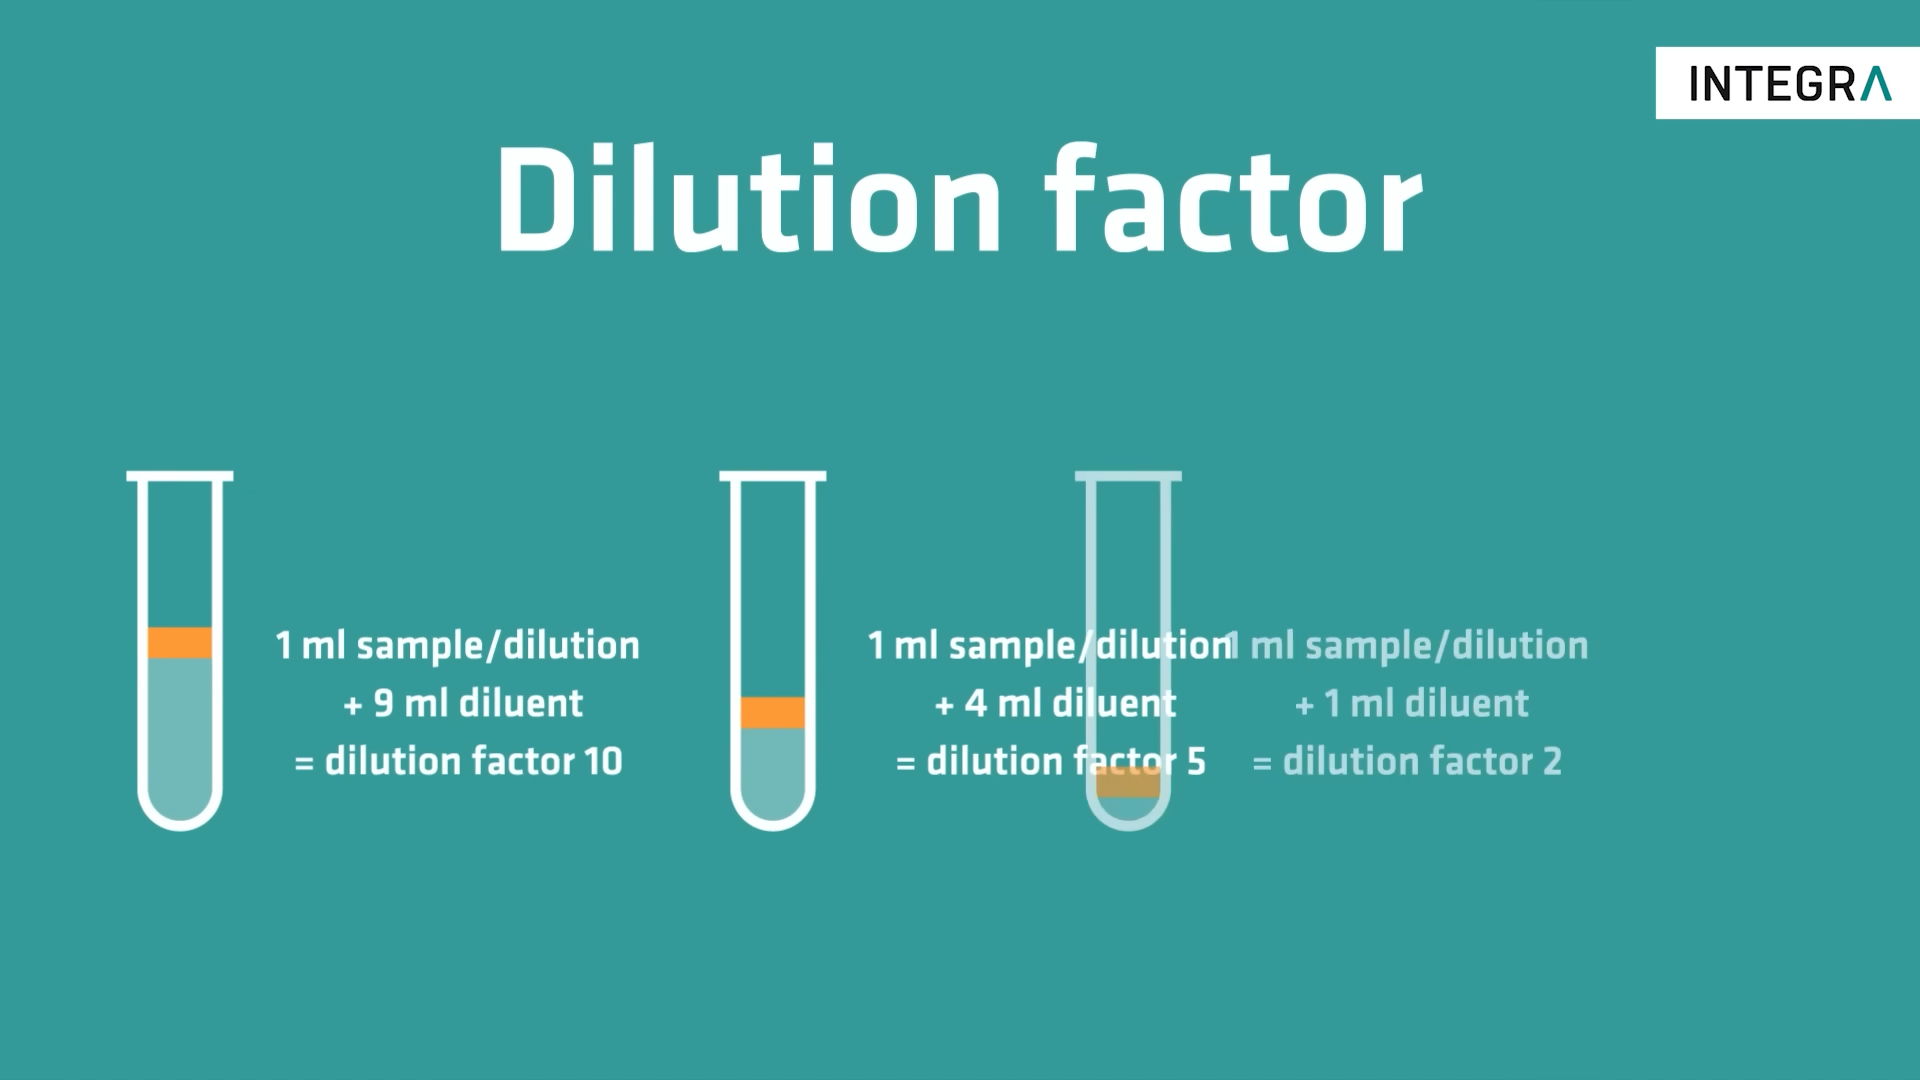 INTEGRA
Dilution factor
1 ml sample/dilution
+ 9 ml diluent
= dilution factor 10
1 ml sample/dilution
+ 4 ml diluent
= dilution factor 5
1 ml sample/dilution
+ 1 ml diluent
= dilution factor 2